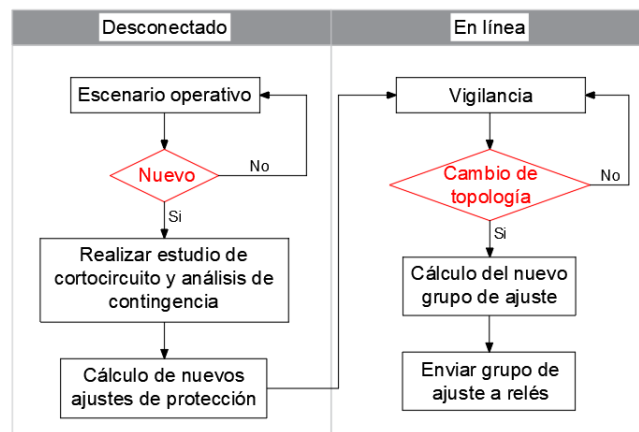 Desconectado
En línea
Escenario operativo
Nuevo
No
Si
Realizar estudio de
cortocircuito y análisis de
contingencia
Cálculo de nuevos
ajustes de protección
Vigilancia
Cambio de
topología
No
Si
Cálculo del nuevo
grupo de ajuste
Enviar grupo de
ajuste a relés